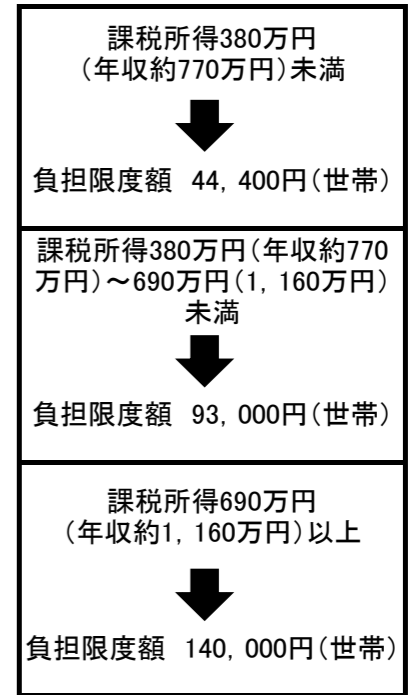 課税所得380万円
（年収約770万円）未満
負担限度額　44，400円（世帯）
課税所得380万円（年収約770
万円）～690万円（1，160万円）
未満
負担限度額　93，000円（世帯）
課税所得690万円
（年収約1，160万円）以上
負担限度額　140，000円（世帯）